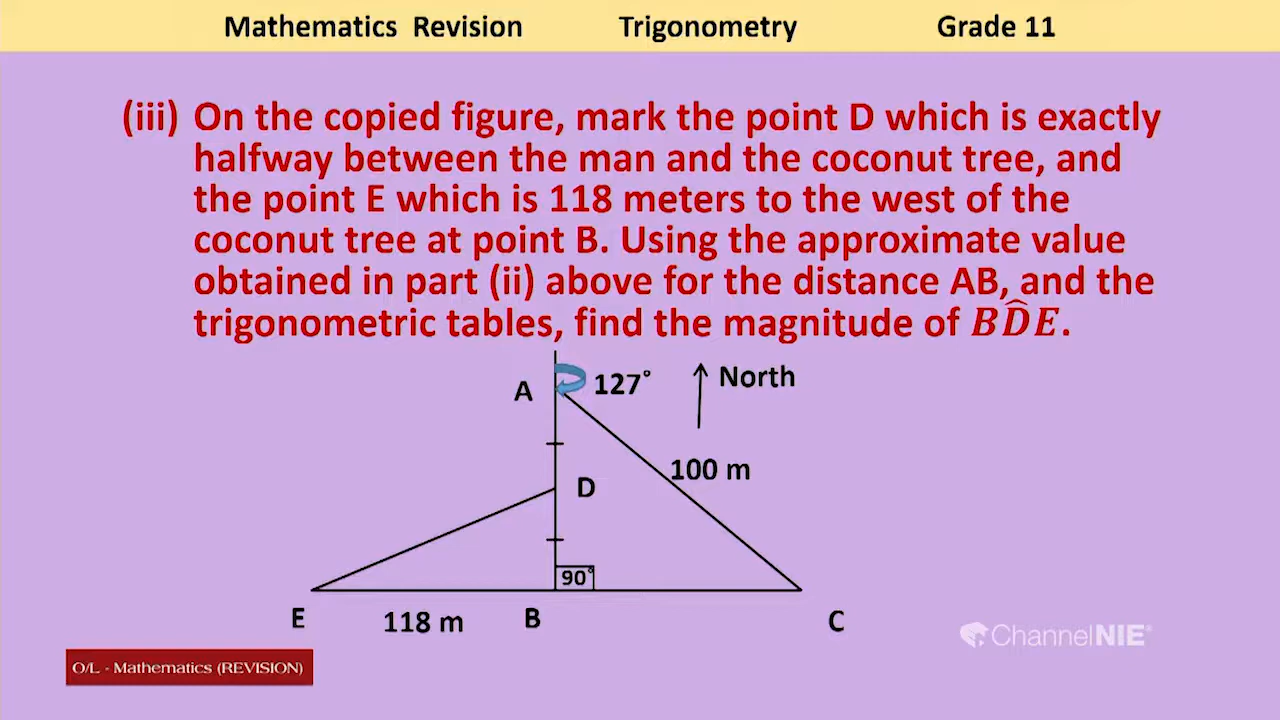 Mathematics Revision Trigonometry Grade 11
(iii) On the copied figure, mark the point D which is exactly
halfway between the man and the coconut tree, and
the point E which is 118 meters to the west of the
coconut tree at point B. Using the approximate value
obtained in part (ii) above for the distance AB, and the
trigonometric tables, find the magnitude of BD̂E.
A 127° North
100 m
D
90°
E 118 m B C
ChannelNIE
O/L - Mathematics (REVISION)